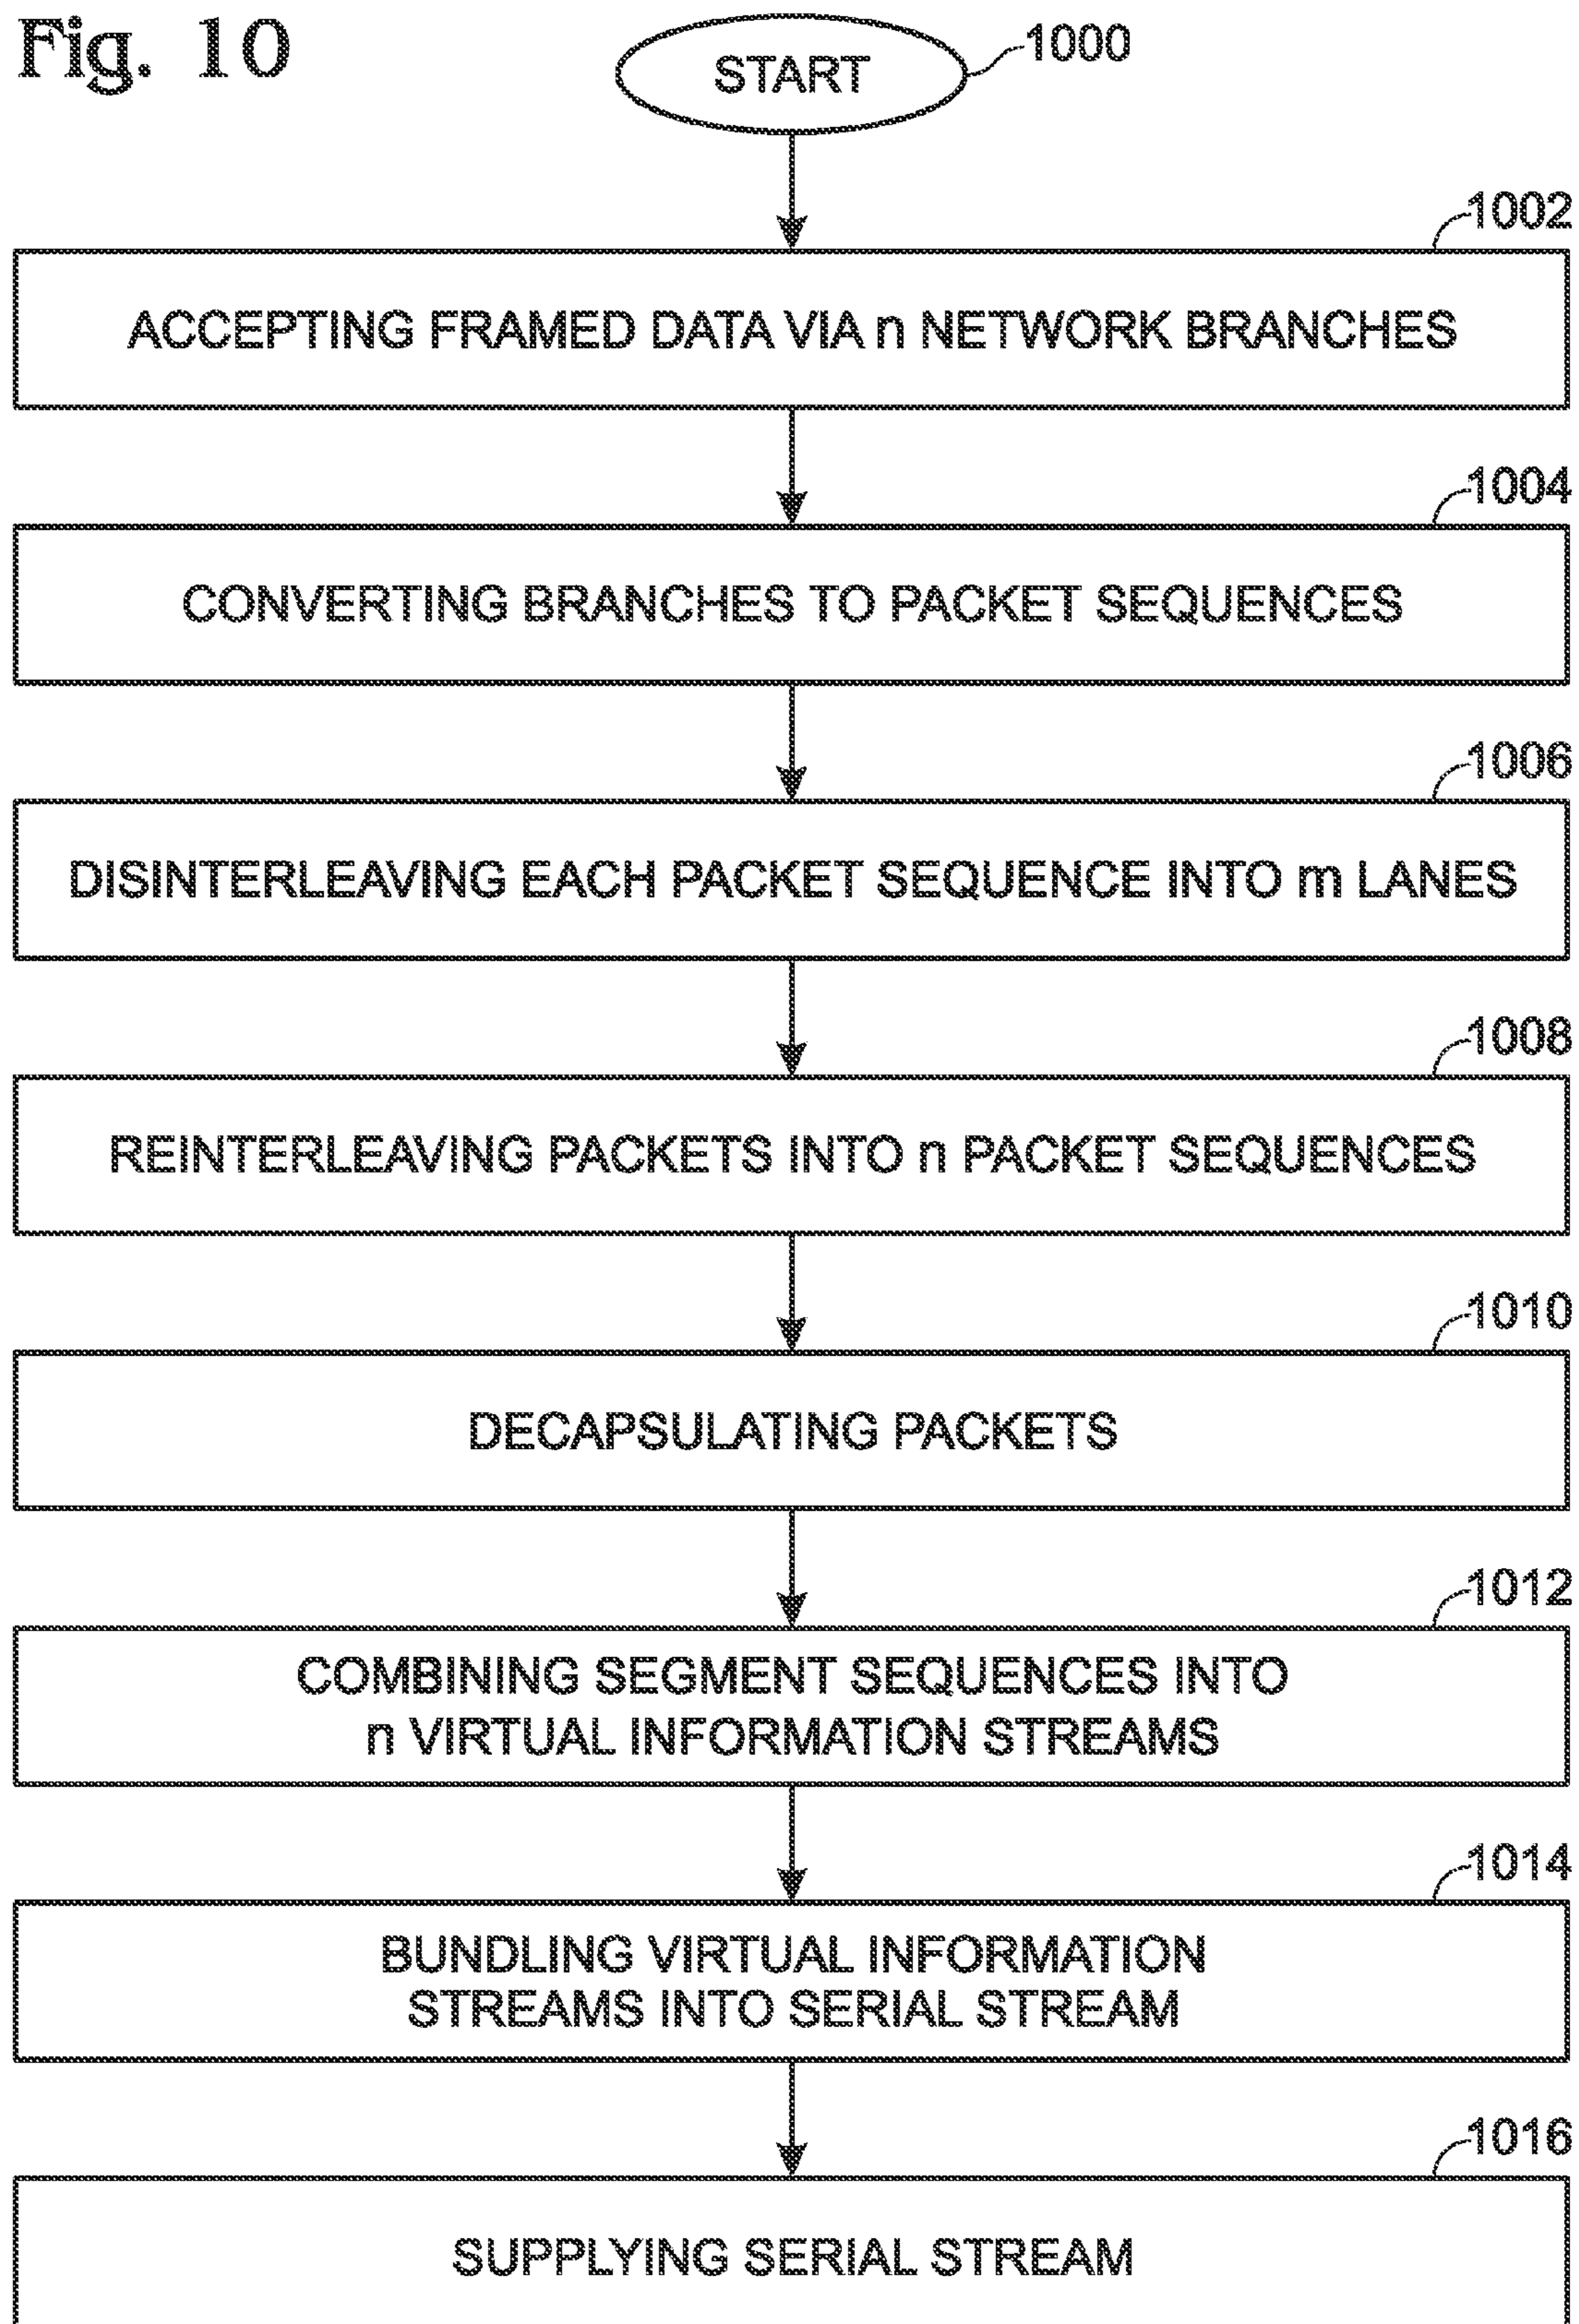 Fig. 10
START
1000
1002
ACCEPTING FRAMED DATA VIA n NETWORK BRANCHES
1004
CONVERTING BRANCHES TO PACKET SEQUENCES
1006
DISINTERLEAVING EACH PACKET SEQUENCE INTO m LANES
1008
REINTERLEAVING PACKETS INTO n PACKET SEQUENCES
1010
DECAPSULATING PACKETS
1012
COMBINING SEGMENT SEQUENCES INTO
n VIRTUAL INFORMATION STREAMS
1014
BUNDLING VIRTUAL INFORMATION
STREAMS INTO SERIAL STREAM
1016
SUPPLYING SERIAL STREAM